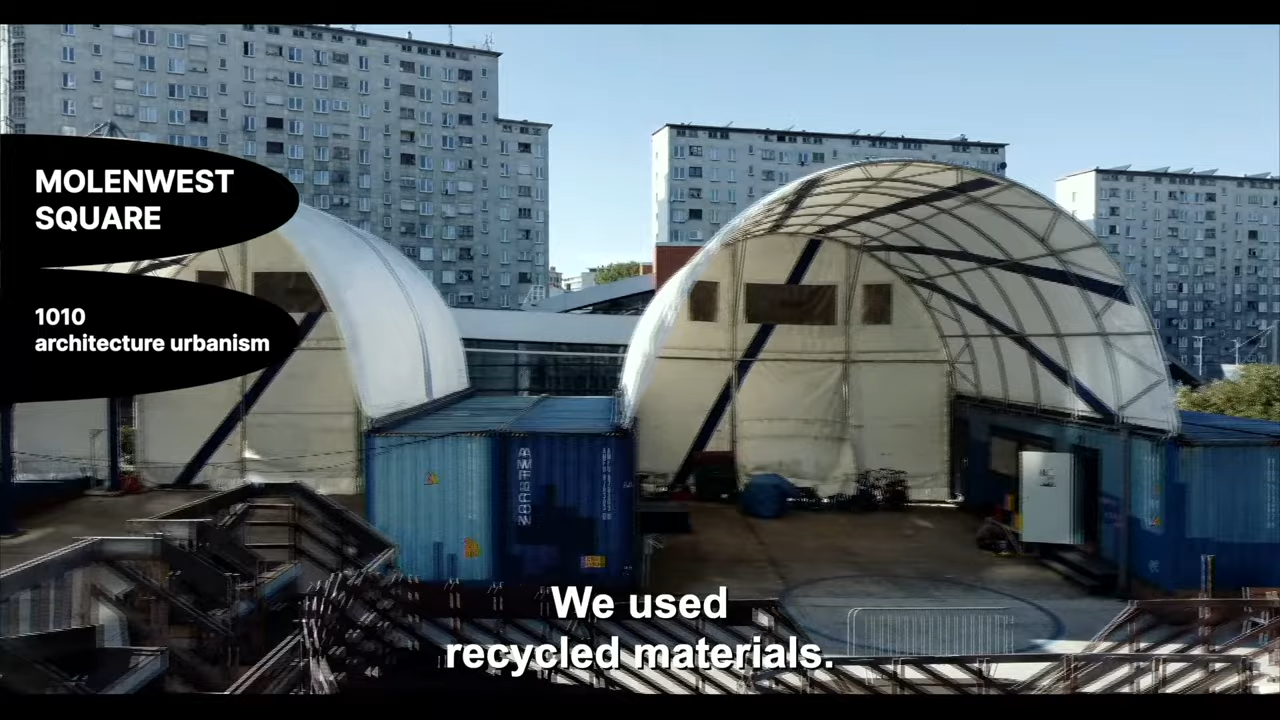 MOLENWEST
SQUARE
1010
architecture urbanism
We used
recycled materials.